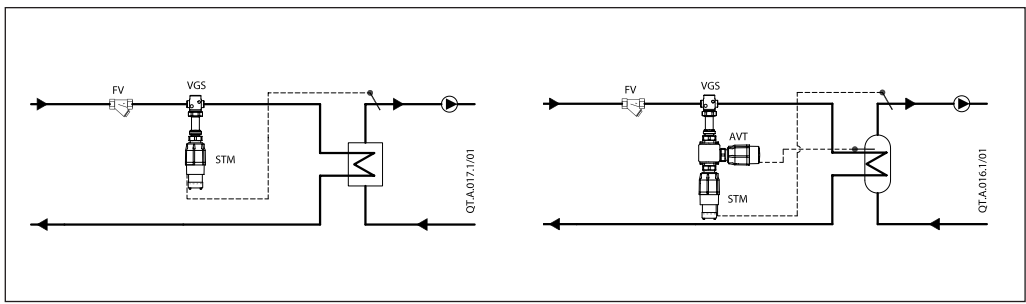 FV
VGS
STM
QT.A.017.1/01
FV
VGS
AVT
STM
QT.A.016.1/01